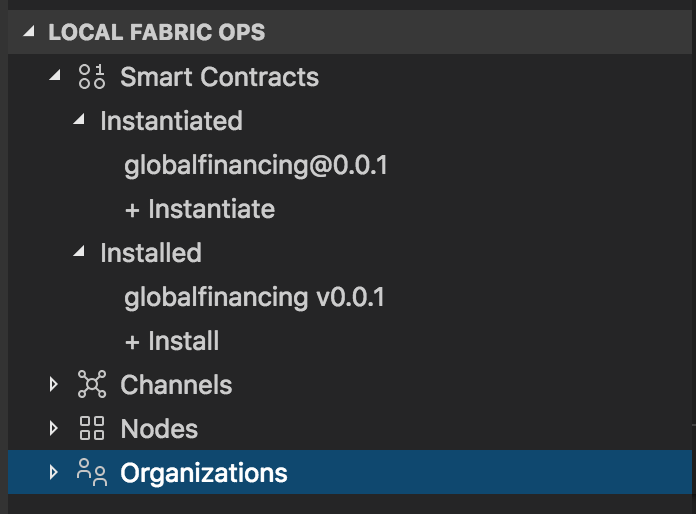 LOCAL FABRIC OPS
Smart Contracts
Instantiated
globalfinancing@0.0.1
+ Instantiate
Installed
globalfinancing v0.0.1
+ Install
Channels
Nodes
Organizations